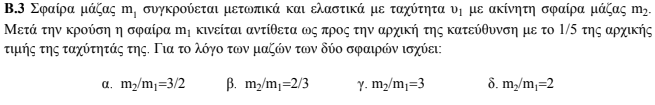 Β.3 Σφαίρα μάζας m₁ συγκρούεται μετωπικά και ελαστικά με ταχύτητα υ₁ με ακίνητη σφαίρα μάζας m₂.
Μετά την κρούση η σφαίρα m₁ κινείται αντίθετα ως προς την αρχική της κατεύθυνση με το 1/5 της αρχικής
τιμής της ταχύτητάς της. Για το λόγο των μαζών των δύο σφαιρών ισχύει:
α. m₂/m₁=3/2 β. m₂/m₁=2/3 γ. m₂/m₁=3 δ. m₂/m₁=2